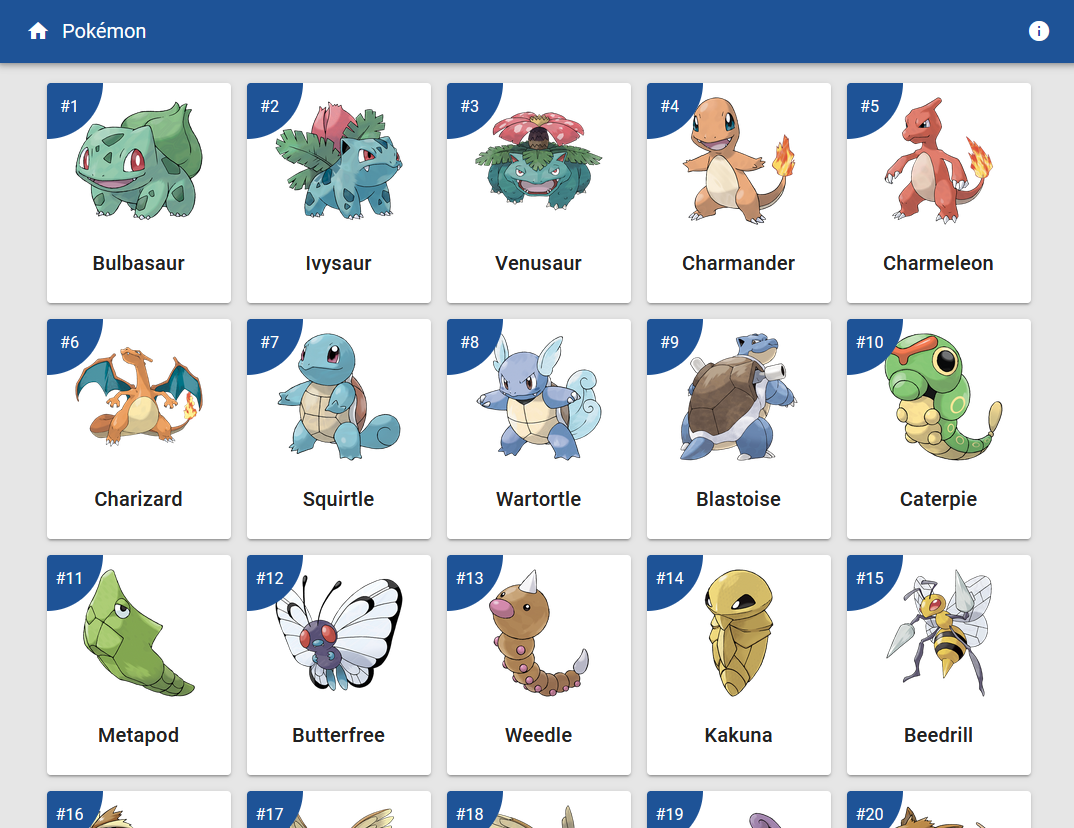 Pokémon
#1
#2
#3
#4
#5
Bulbasaur
Ivysaur
Venusaur
Charmander
Charmeleon
#6
#7
#8
#9
#10
Charizard
Squirtle
Wartortle
Blastoise
Caterpie
#11
#12
#13
#14
#15
Metapod
Butterfree
Weedle
Kakuna
Beedrill
#16
#17
#18
#19
#20